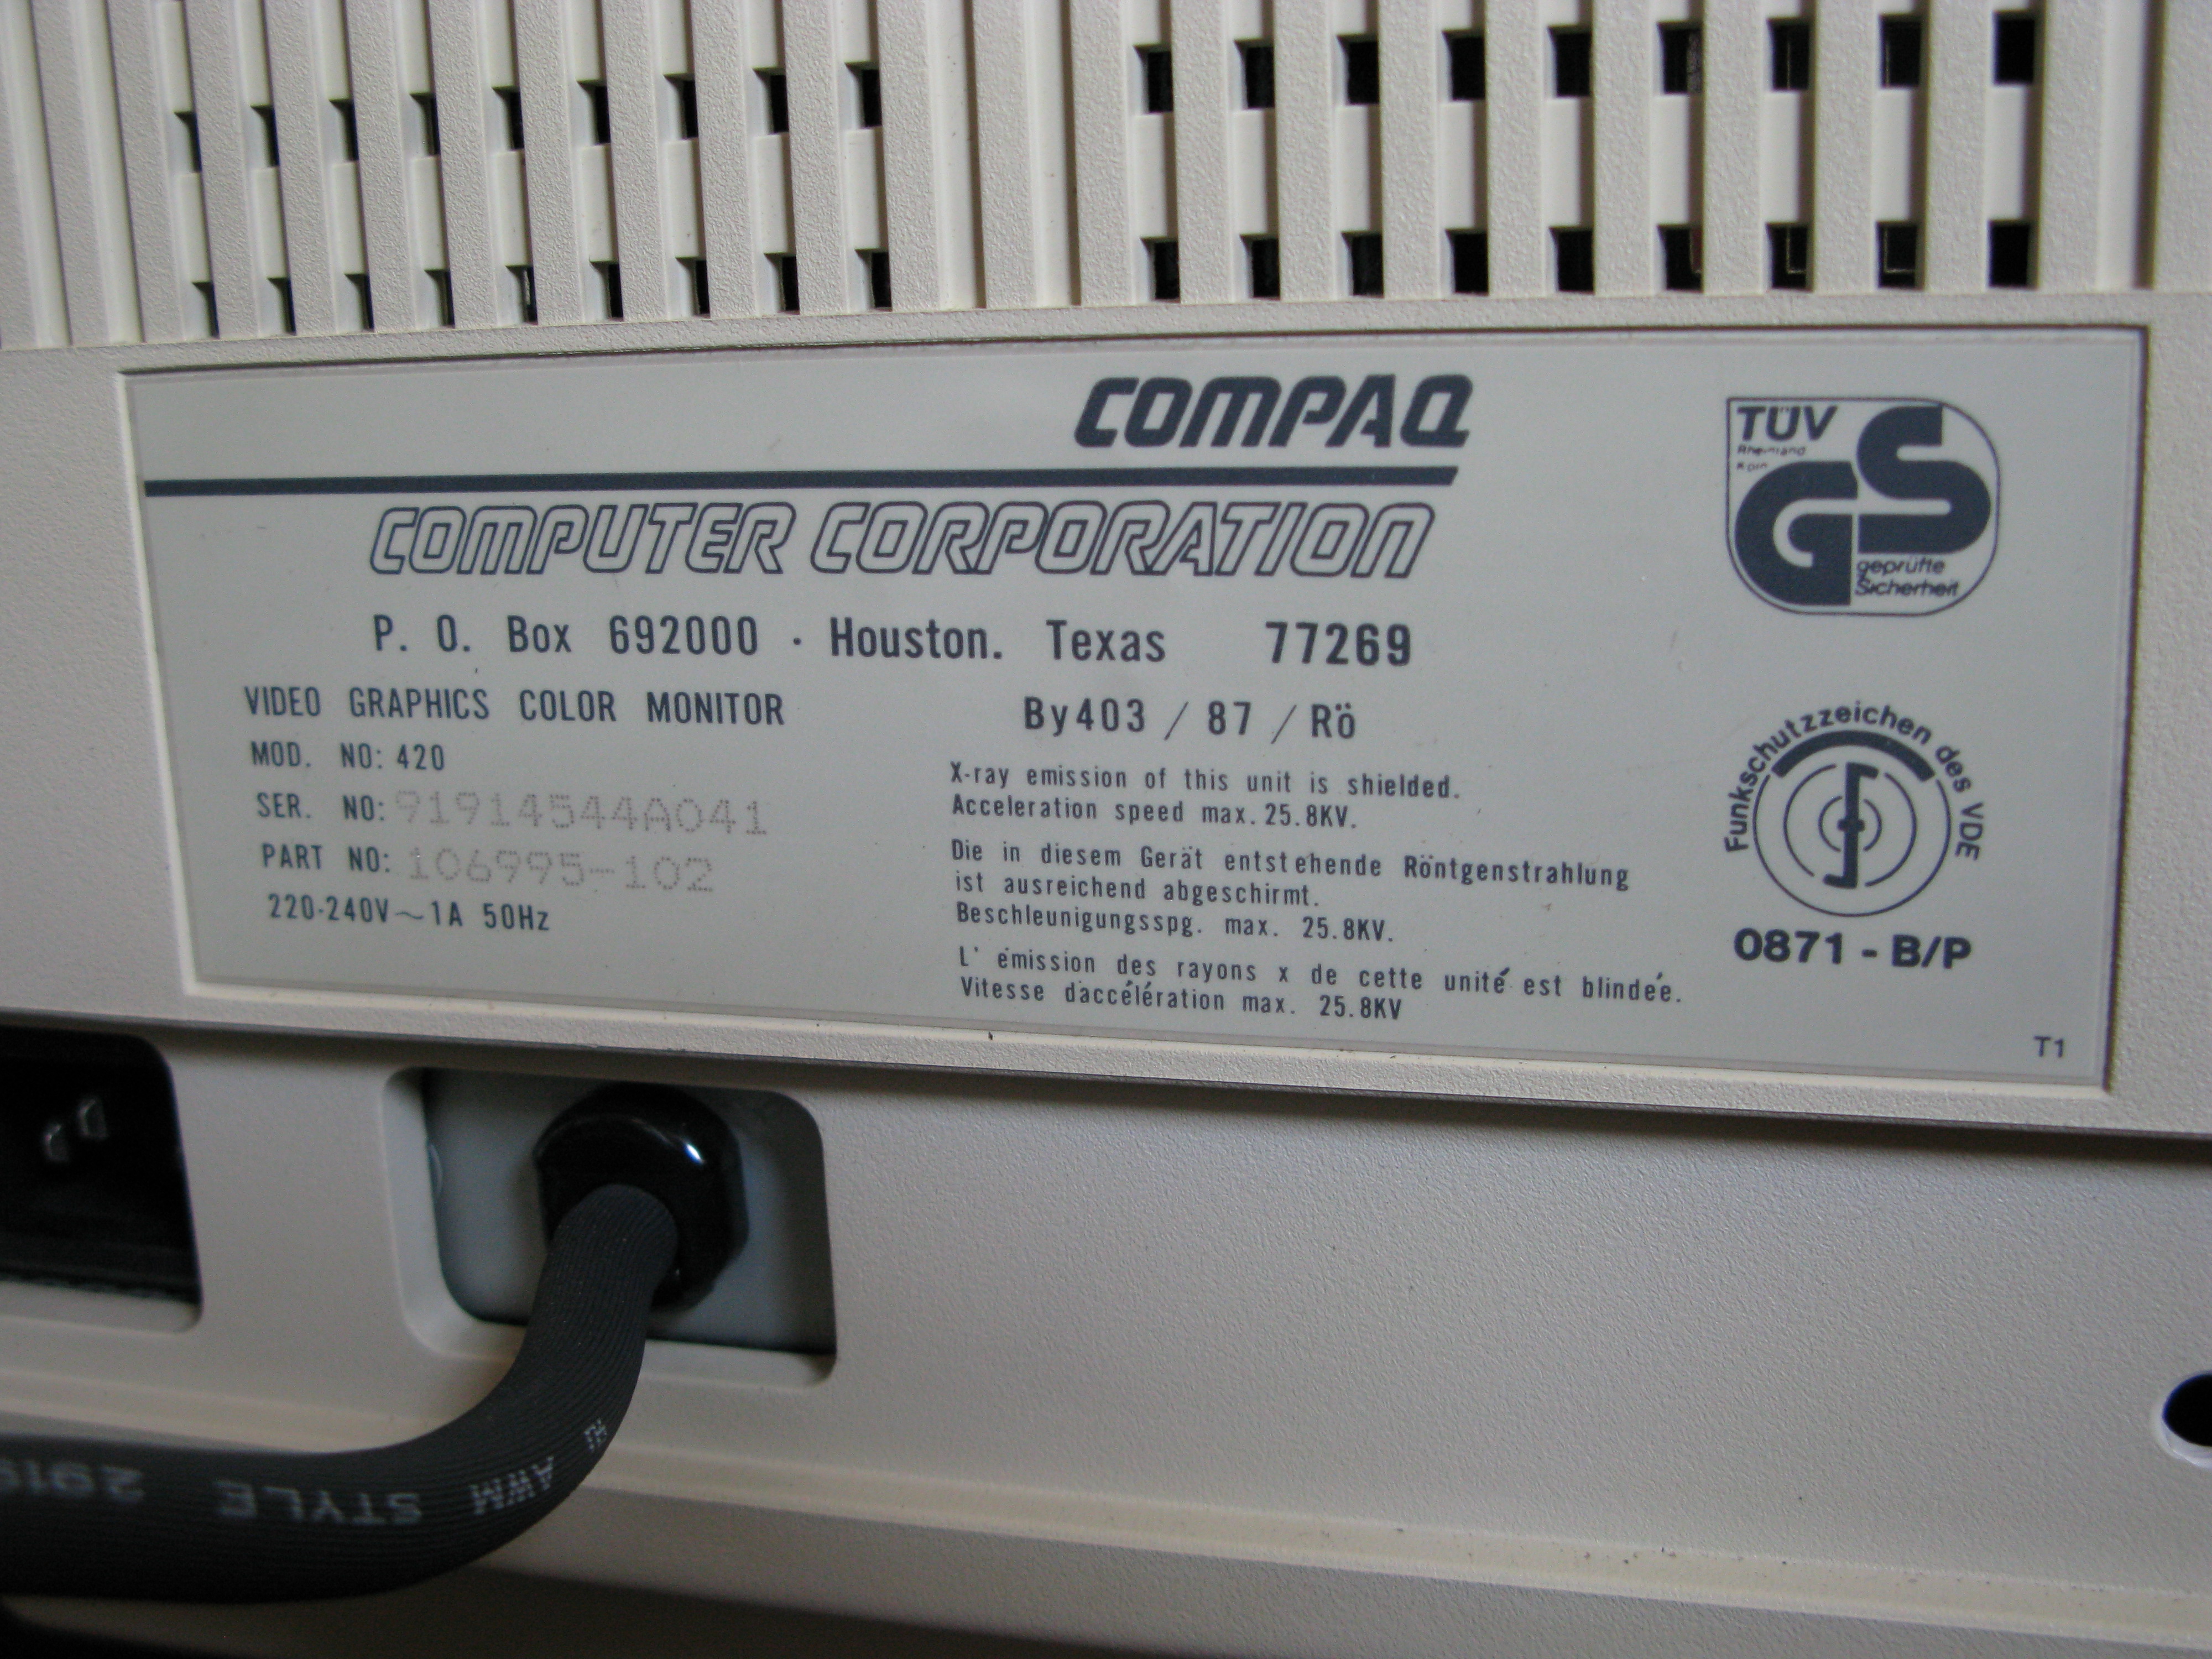 COMPAQ
COMPUTER CORPORATION
P. O. Box 692000 · Houston. Texas 77269
VIDEO GRAPHICS COLOR MONITOR
MOD. NO: 420
SER. NO: 91914544A041
PART NO: 106995-102
220-240V~1A 50Hz
By403 / 87 / Rö
X-ray emission of this unit is shielded.
Acceleration speed max. 25.8KV.
Die in diesem Gerät entstehende Röntgenstrahlung
ist ausreichend abgeschirmt.
Beschleunigungsspg. max. 25.8KV.
L' émission des rayons x de cette unité est blindée.
Vitesse daccélération max. 25.8KV
TÜV
Rheinland
Köln
GS
geprüfte
Sicherheit
Funkschutzzeichen des VDE
0871 - B/P
T1
AWM STYLE 2919